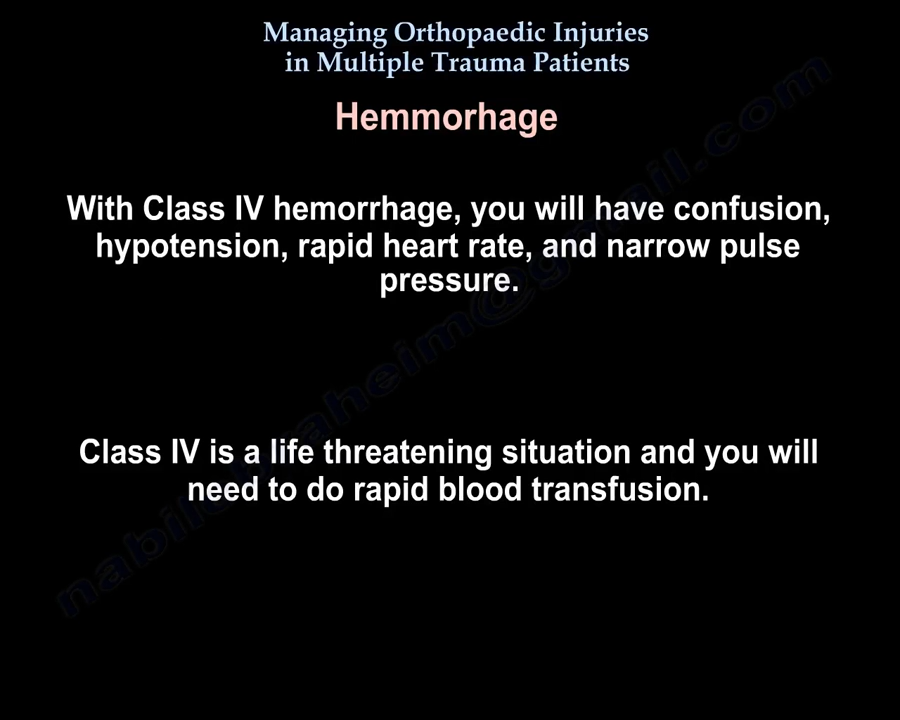 Managing Orthopaedic Injuries
in Multiple Trauma Patients
Hemmorhage
With Class IV hemorrhage, you will have confusion,
hypotension, rapid heart rate, and narrow pulse
pressure.
Class IV is a life threatening situation and you will
need to do rapid blood transfusion.